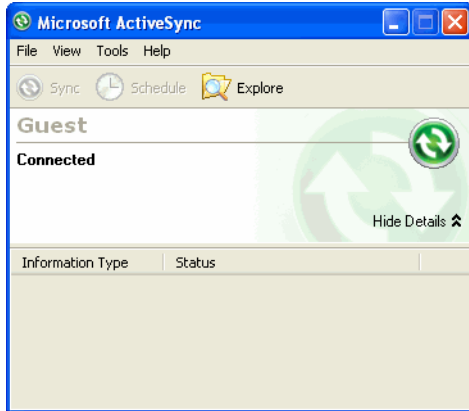 Microsoft ActiveSync
File View Tools Help
Sync Schedule Explore
Guest
Connected
Hide Details
Information Type Status